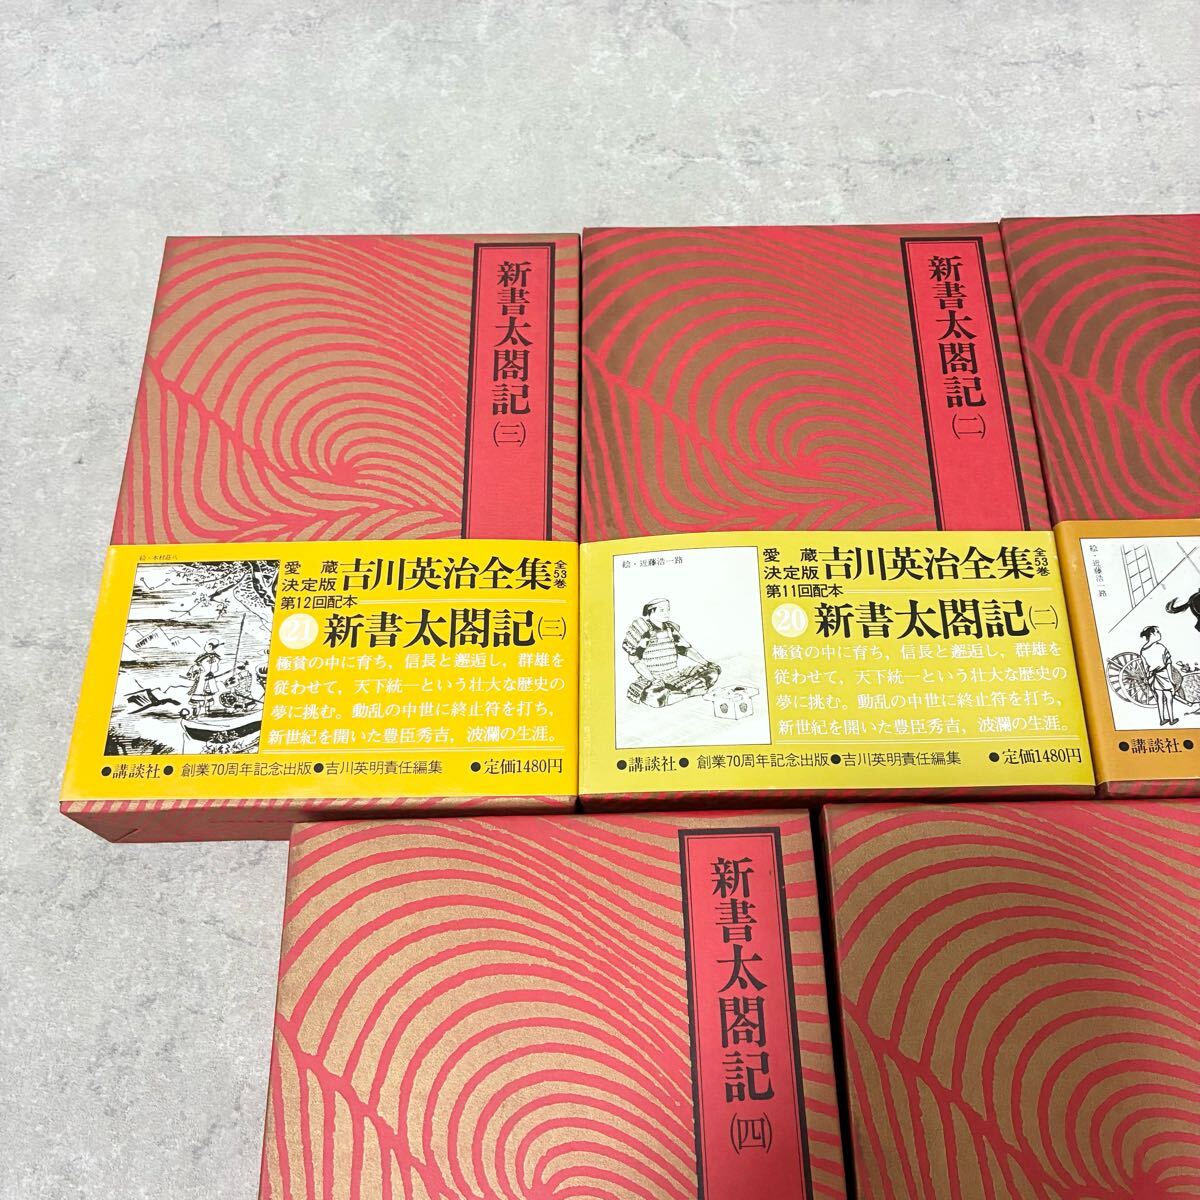 新書太閤記
(三)
絵・木村荘八
愛蔵決定版
吉川英治全集
全53巻
第12回配本
21
新書太閤記(三)
極貧の中に育ち，信長と邂逅し，群雄を
従わせて，天下統一という壮大な歴史の
夢に挑む。動乱の中世に終止符を打ち，
新世紀を開いた豊臣秀吉，波瀾の生涯。
●講談社● 創業70周年記念出版●吉川英明責任編集 ●定価1480円
新書太閤記
(二)
絵・近藤浩一路
愛蔵決定版
吉川英治全集
全53巻
第11回配本
20
新書太閤記(二)
極貧の中に育ち，信長と邂逅し，群雄を
従わせて，天下統一という壮大な歴史の
夢に挑む。動乱の中世に終止符を打ち，
新世紀を開いた豊臣秀吉，波瀾の生涯。
●講談社● 創業70周年記念出版●吉川英明責任編集 ●定価1480円
絵・近藤浩一路
●講談社●
新書太閤記
(四)